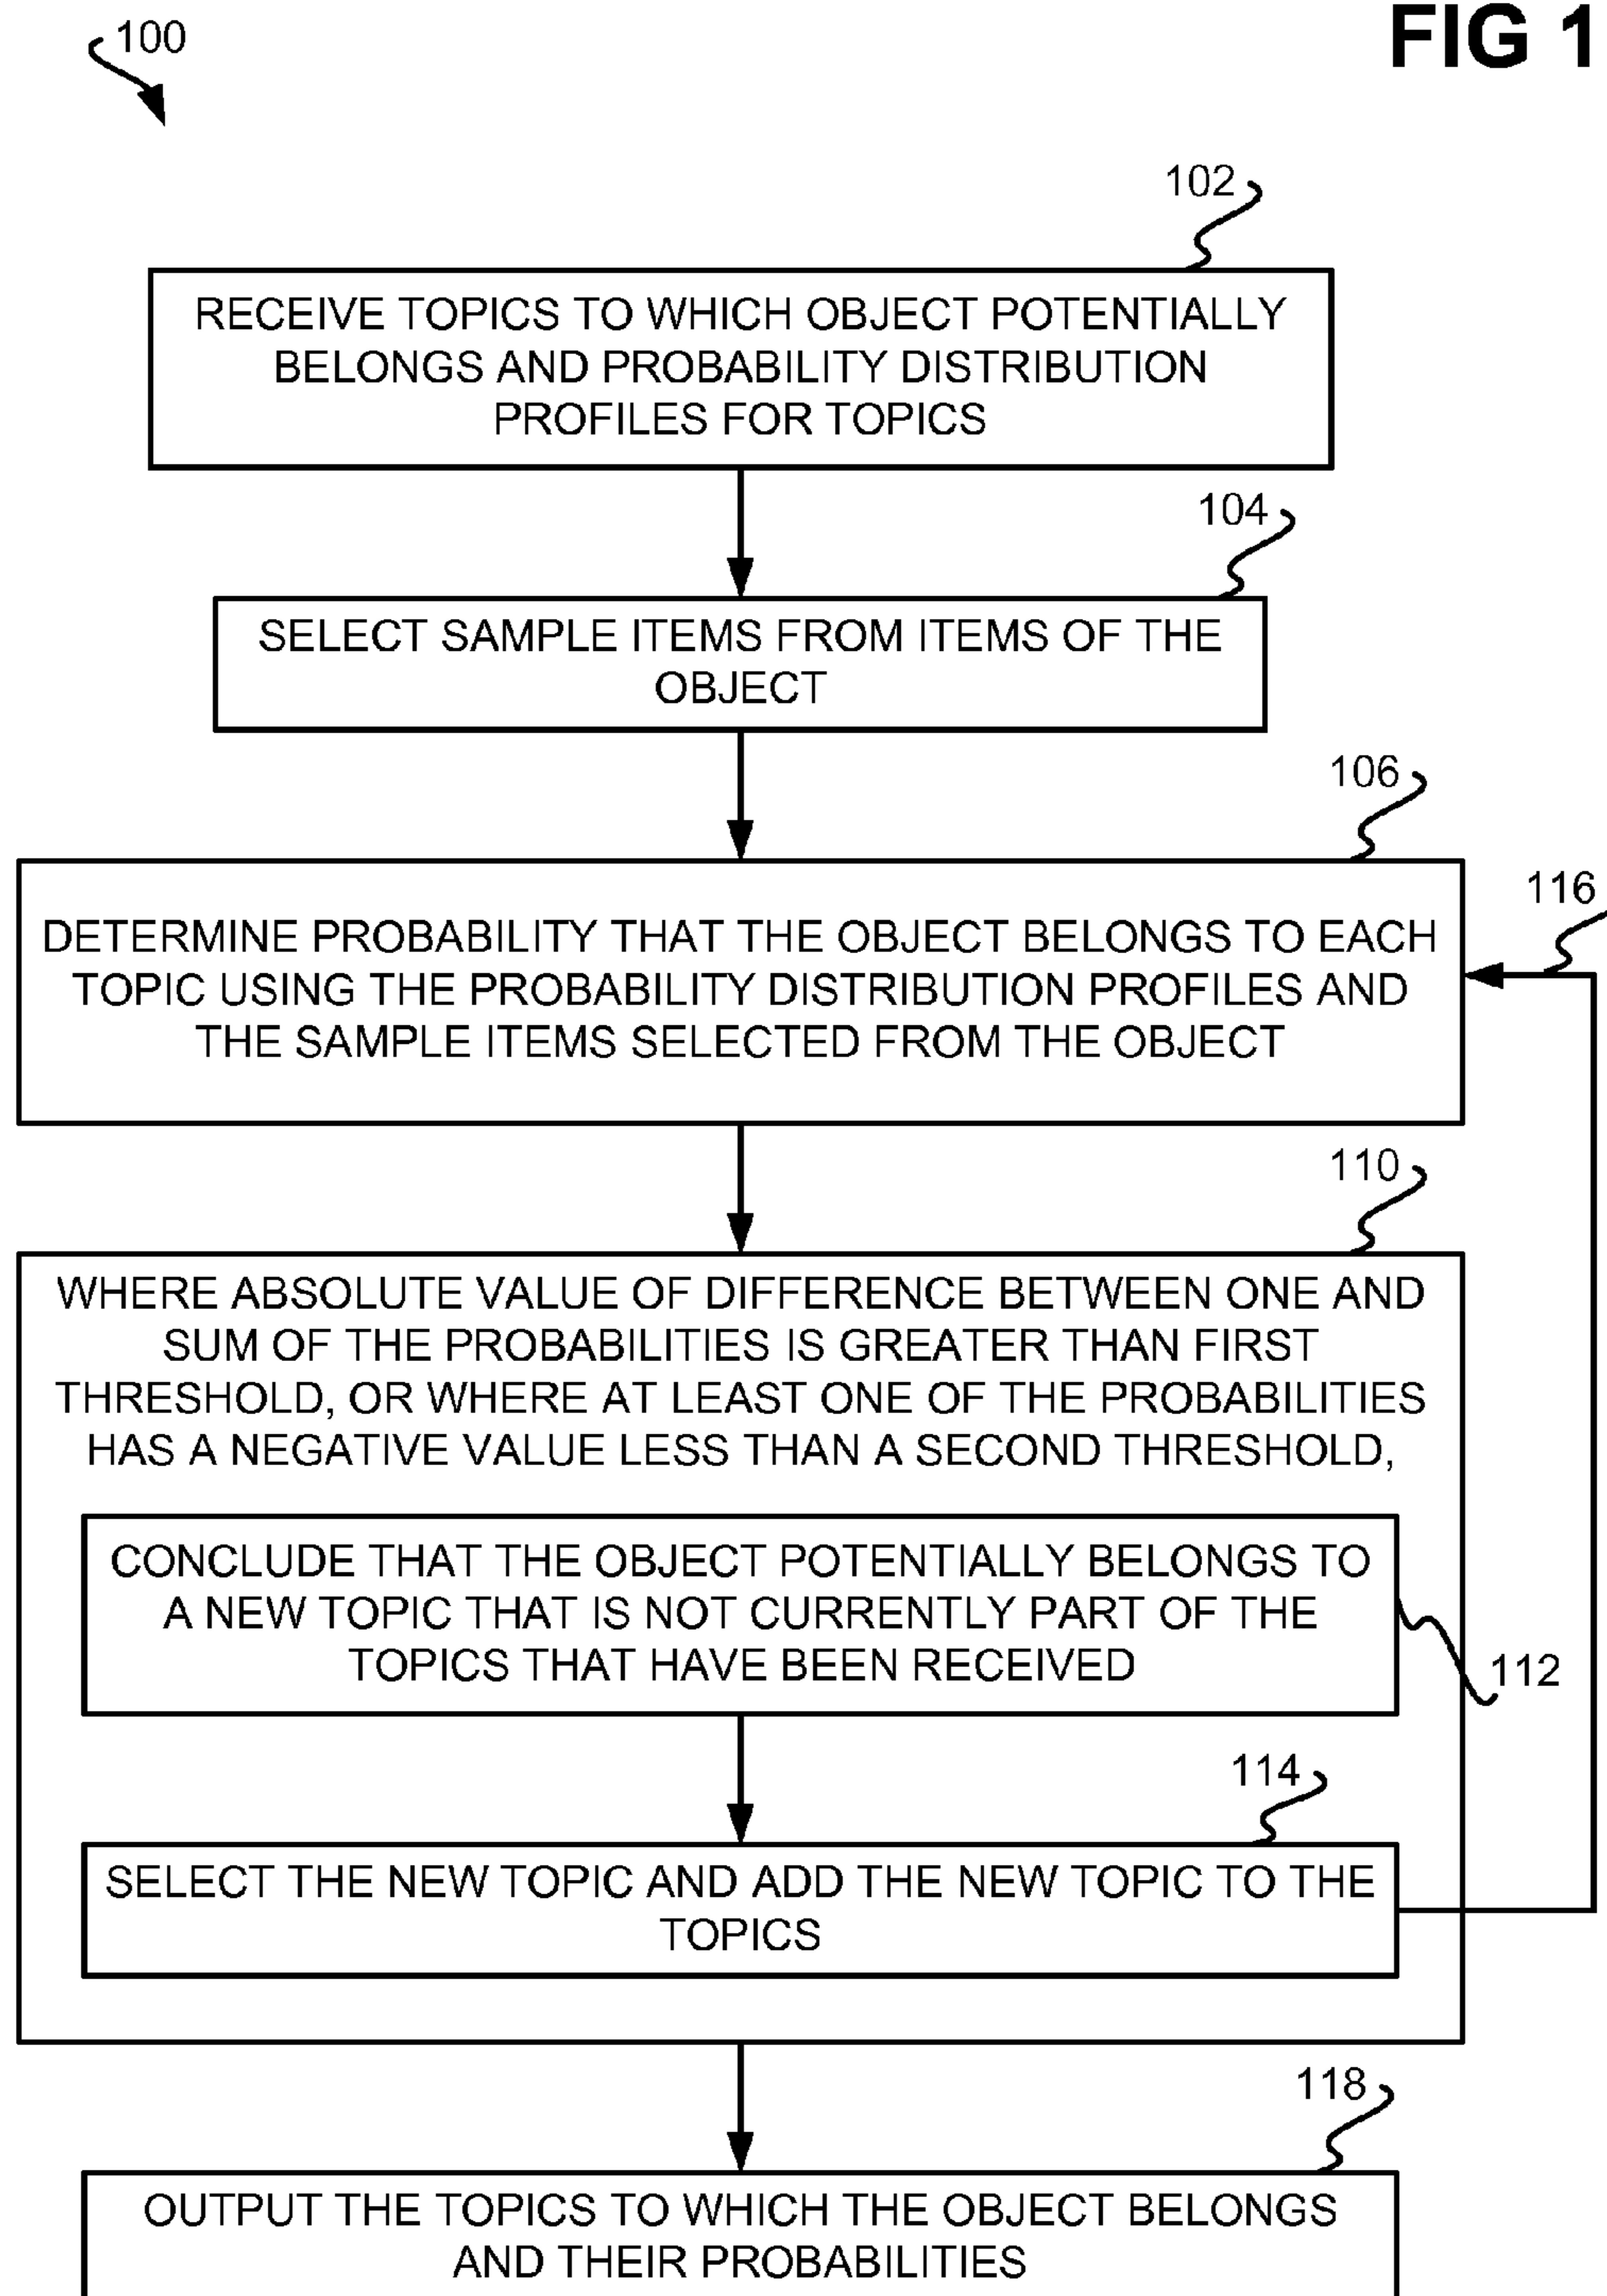 FIG 1
100
102
RECEIVE TOPICS TO WHICH OBJECT POTENTIALLY
BELONGS AND PROBABILITY DISTRIBUTION
PROFILES FOR TOPICS
104
SELECT SAMPLE ITEMS FROM ITEMS OF THE
OBJECT
106
116
DETERMINE PROBABILITY THAT THE OBJECT BELONGS TO EACH
TOPIC USING THE PROBABILITY DISTRIBUTION PROFILES AND
THE SAMPLE ITEMS SELECTED FROM THE OBJECT
110
WHERE ABSOLUTE VALUE OF DIFFERENCE BETWEEN ONE AND
SUM OF THE PROBABILITIES IS GREATER THAN FIRST
THRESHOLD, OR WHERE AT LEAST ONE OF THE PROBABILITIES
HAS A NEGATIVE VALUE LESS THAN A SECOND THRESHOLD,
CONCLUDE THAT THE OBJECT POTENTIALLY BELONGS TO
A NEW TOPIC THAT IS NOT CURRENTLY PART OF THE
TOPICS THAT HAVE BEEN RECEIVED
112
114
SELECT THE NEW TOPIC AND ADD THE NEW TOPIC TO THE
TOPICS
118
OUTPUT THE TOPICS TO WHICH THE OBJECT BELONGS
AND THEIR PROBABILITIES